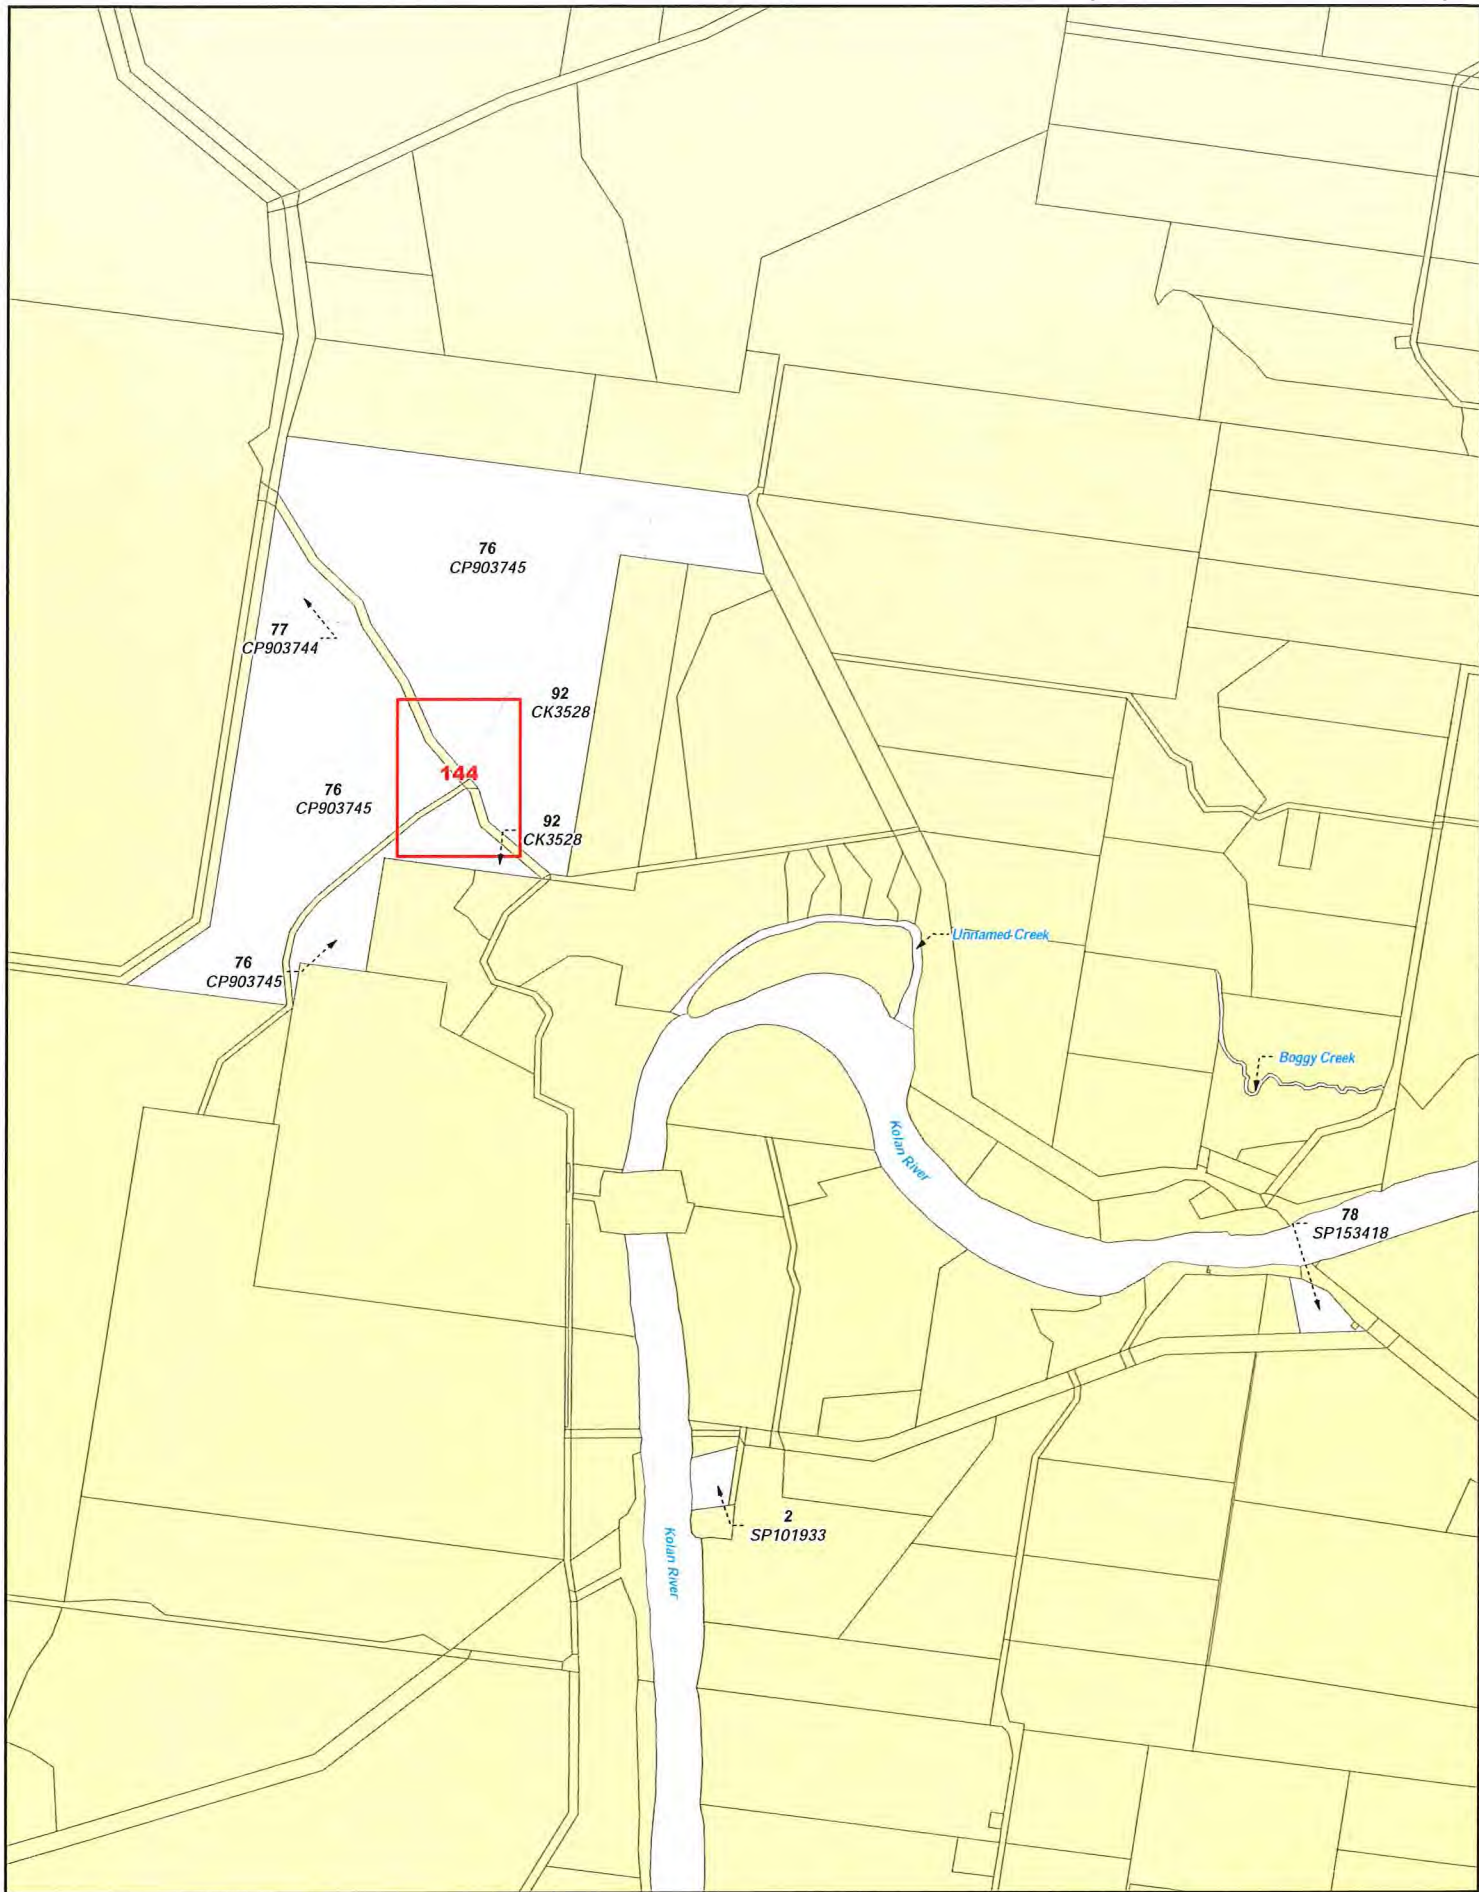 76
CP903745
77
CP903744
92
CK3528
144
76
CP903745
92
CK3528
Unnamed Creek
76
CP903745
Boggy Creek
Kolan River
78
SP153418
2
SP101933
Kolan River